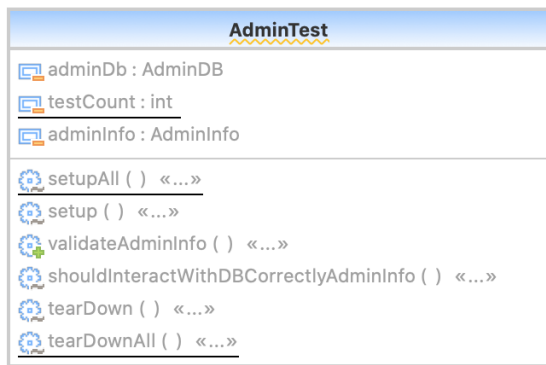 AdminTest
adminDb : AdminDB
testCount : int
adminInfo : AdminInfo
setupAll ( ) «...»
setup ( ) «...»
validateAdminInfo ( ) «...»
shouldInteractWithDBCorrectlyAdminInfo ( ) «...»
tearDown ( ) «...»
tearDownAll ( ) «...»